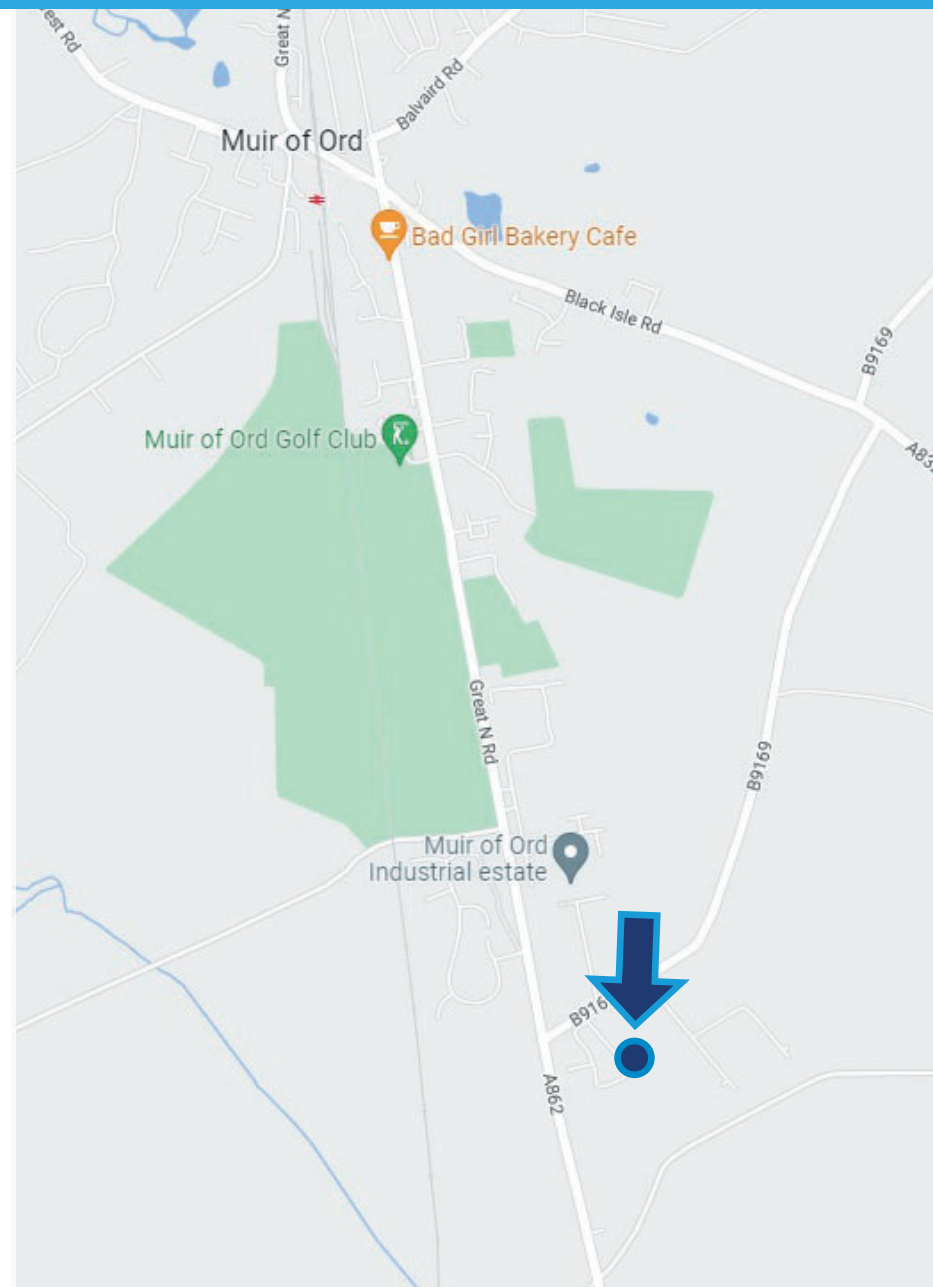 est Rd
Great N
Balvaird Rd
Muir of Ord
Bad Girl Bakery Cafe
Black Isle Rd
B9169
Muir of Ord Golf Club
A832
Great N Rd
B9169
Muir of Ord
Industrial estate
B916
A862